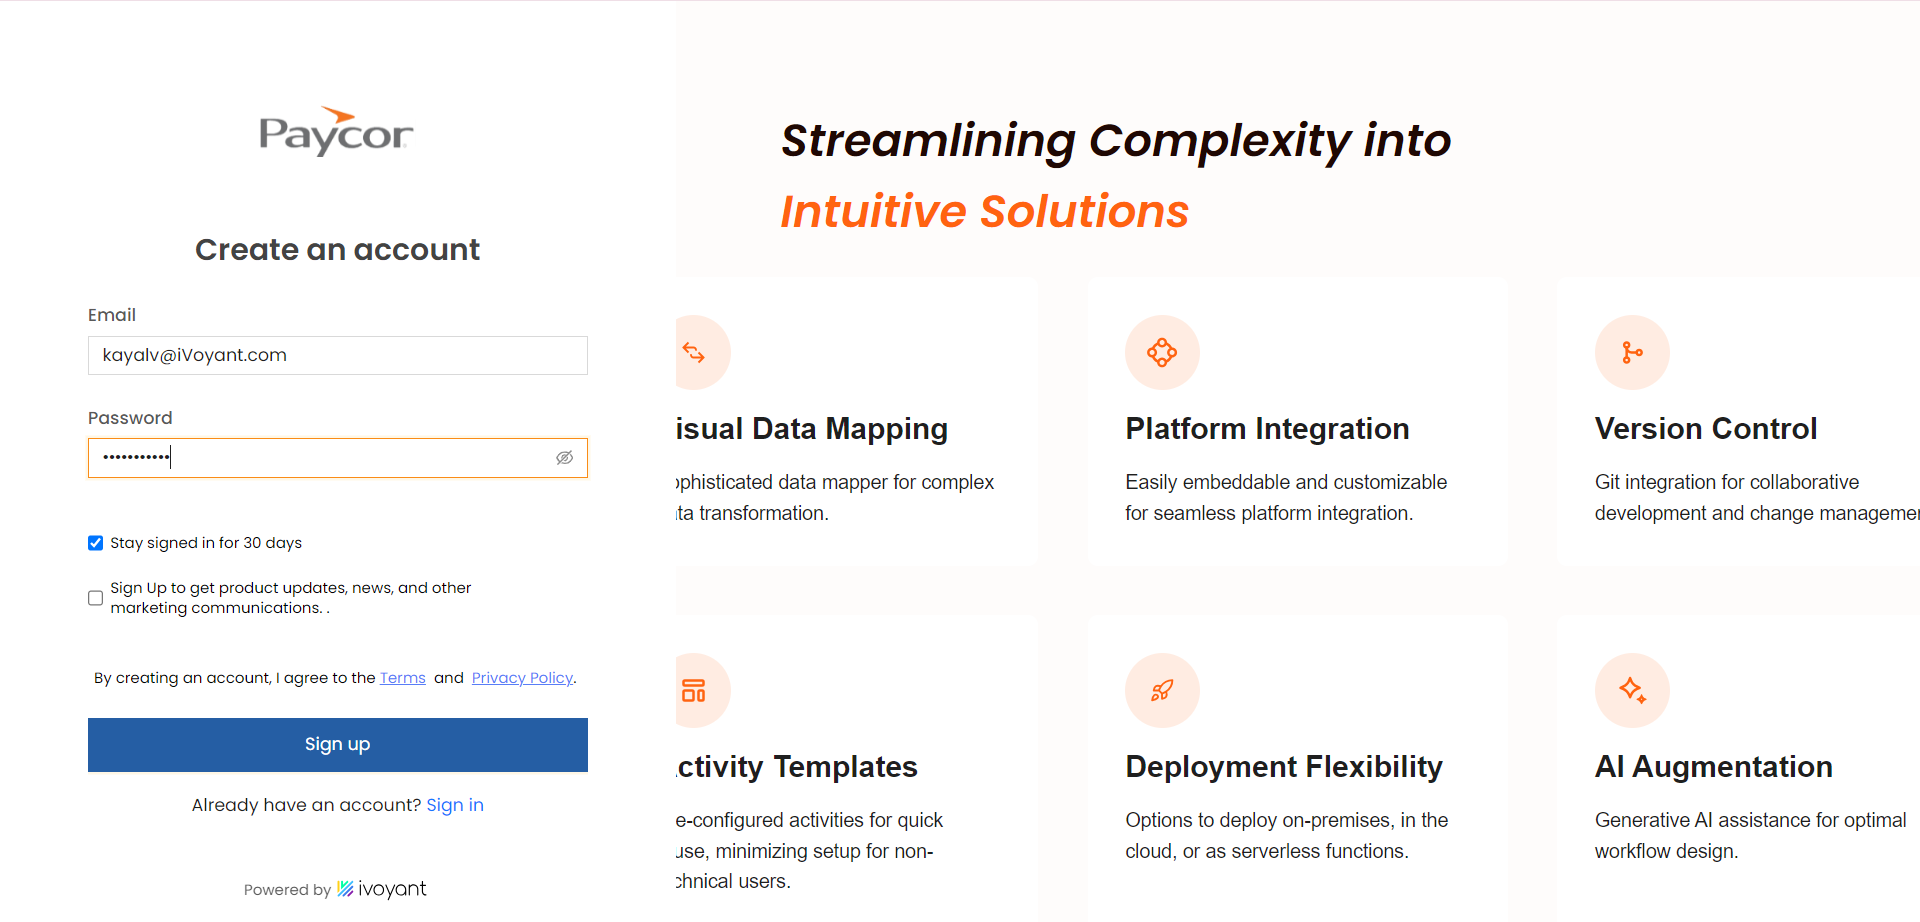 Paycor
Create an account
Email
kayalv@iVoyant.com
Password
•••••••••••
Stay signed in for 30 days
Sign Up to get product updates, news, and other
marketing communications. .
By creating an account, I agree to the Terms and Privacy Policy.
Sign up
Already have an account? Sign in
Powered by ivoyant
Streamlining Complexity into
Intuitive Solutions
isual Data Mapping
ophisticated data mapper for complex
ta transformation.
Platform Integration
Easily embeddable and customizable
for seamless platform integration.
Version Control
Git integration for collaborative
development and change managemen
ctivity Templates
e-configured activities for quick
use, minimizing setup for non-
chnical users.
Deployment Flexibility
Options to deploy on-premises, in the
cloud, or as serverless functions.
AI Augmentation
Generative AI assistance for optimal
workflow design.